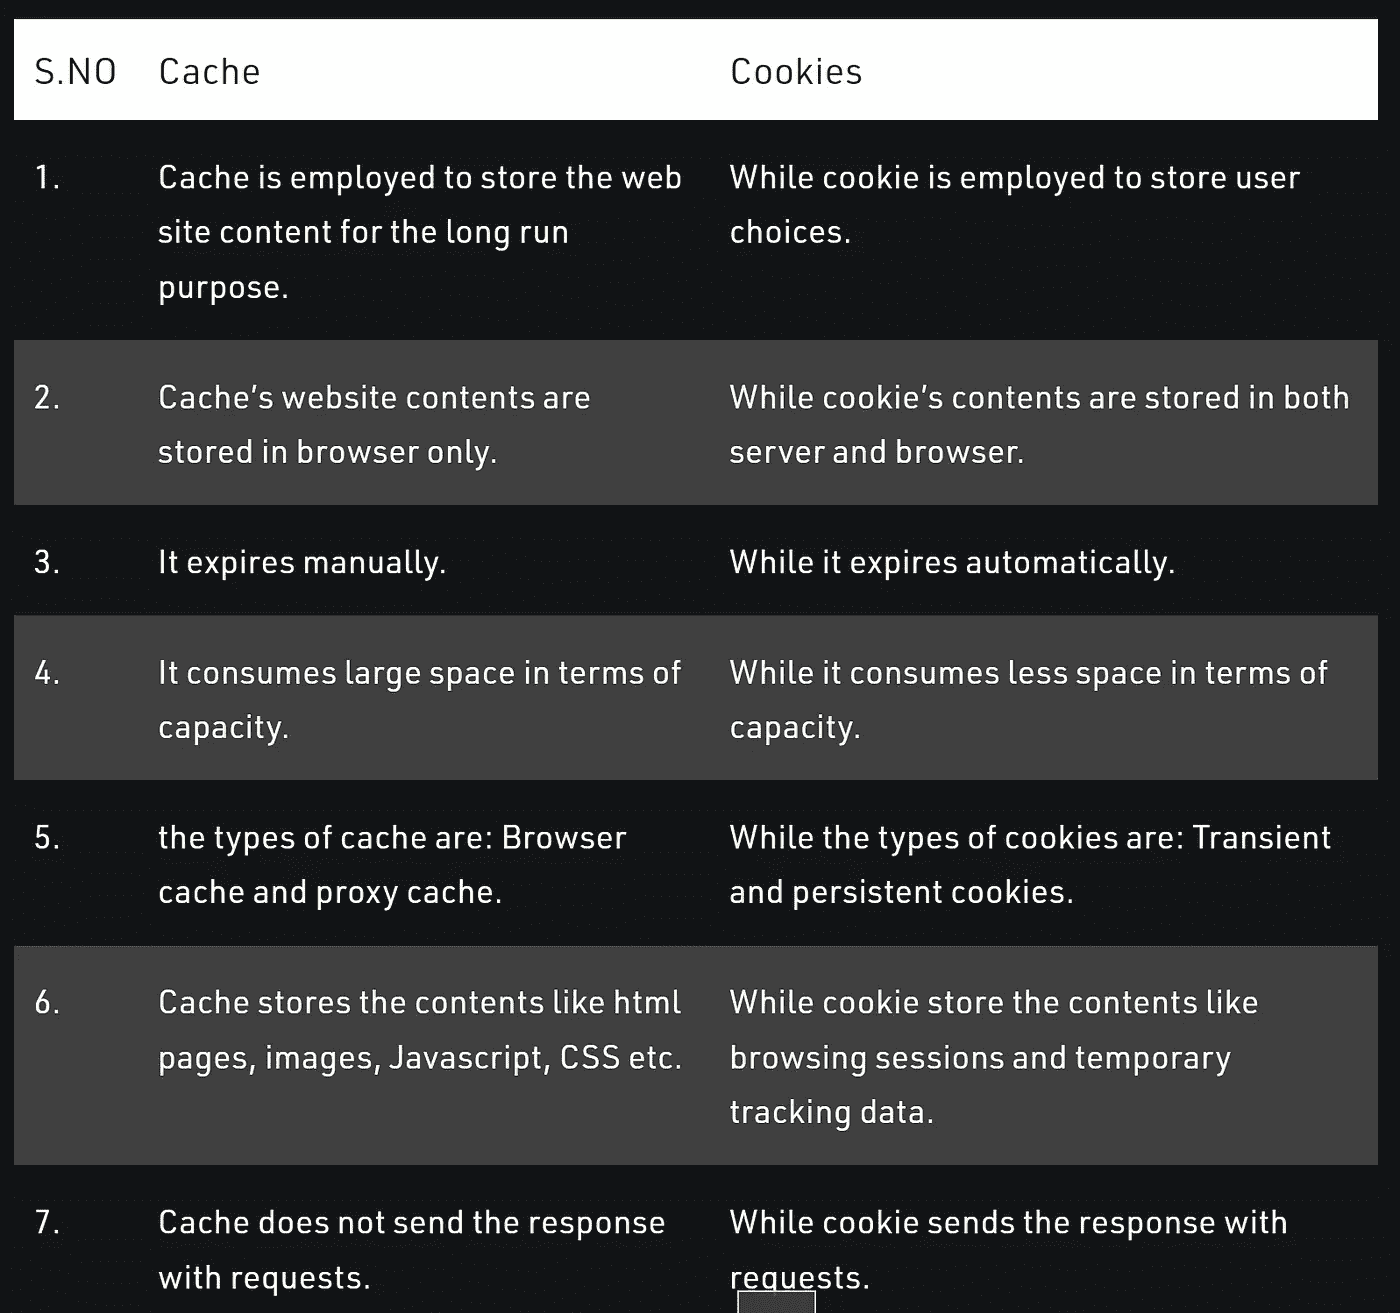 S.NO Cache Cookies
1. Cache is employed to store the web While cookie is employed to store user
site content for the long run choices.
purpose.
2. Cache’s website contents are While cookie’s contents are stored in both
stored in browser only. server and browser.
3. It expires manually. While it expires automatically.
4. It consumes large space in terms of While it consumes less space in terms of
capacity. capacity.
5. the types of cache are: Browser While the types of cookies are: Transient
cache and proxy cache. and persistent cookies.
6. Cache stores the contents like html While cookie store the contents like
pages, images, Javascript, CSS etc. browsing sessions and temporary
tracking data.
7. Cache does not send the response While cookie sends the response with
with requests. requests.